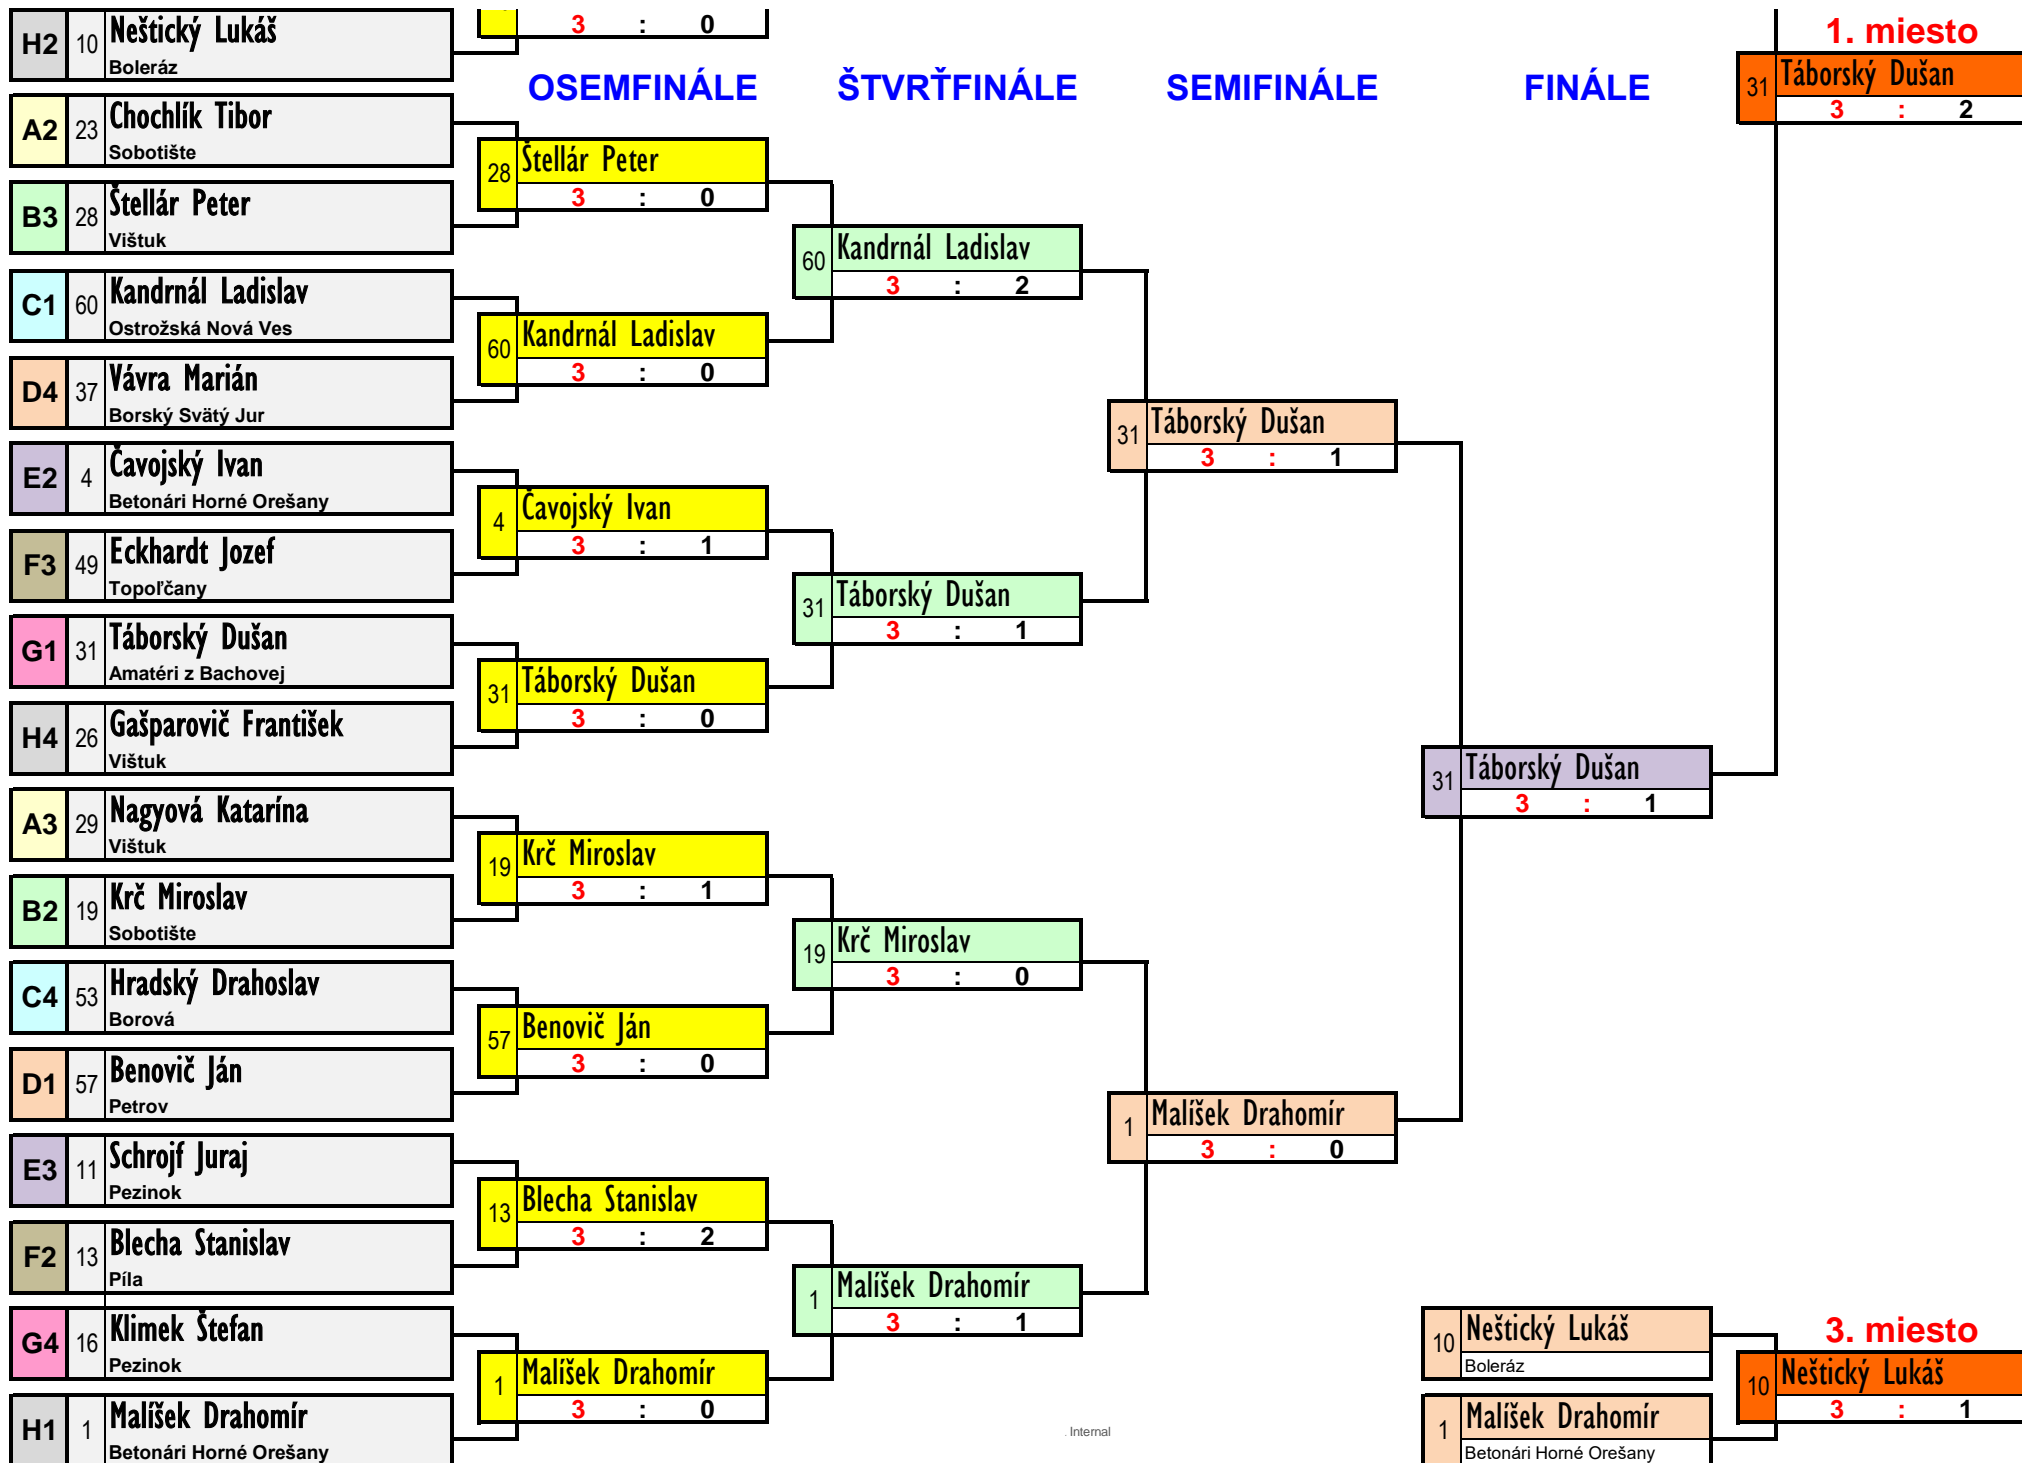 H2 10 Neštický Lukáš
Boleráz
3 : 0
OSEMFINÁLE ŠTVRŤFINÁLE SEMIFINÁLE FINÁLE
1. miesto
31 Táborský Dušan
3 : 2
A2 23 Chochlík Tibor
Sobotište
B3 28 Štellár Peter
Vištuk
C1 60 Kandrnál Ladislav
Ostrožská Nová Ves
D4 37 Vávra Marián
Borský Svätý Jur
E2 4 Čavojský Ivan
Betonári Horné Orešany
F3 49 Eckhardt Jozef
Topoľčany
G1 31 Táborský Dušan
Amatéri z Bachovej
H4 26 Gašparovič František
Vištuk
A3 29 Nagyová Katarína
Vištuk
B2 19 Krč Miroslav
Sobotište
C4 53 Hradský Drahoslav
Borová
D1 57 Benovič Ján
Petrov
E3 11 Schrojf Juraj
Pezinok
F2 13 Blecha Stanislav
Píla
G4 16 Klimek Štefan
Pezinok
H1 1 Malíšek Drahomír
Betonári Horné Orešany
28 Štellár Peter
3 : 0
60 Kandrnál Ladislav
3 : 0
4 Čavojský Ivan
3 : 1
31 Táborský Dušan
3 : 0
19 Krč Miroslav
3 : 1
57 Benovič Ján
3 : 0
13 Blecha Stanislav
3 : 2
1 Malíšek Drahomír
3 : 0
60 Kandrnál Ladislav
3 : 2
31 Táborský Dušan
3 : 1
19 Krč Miroslav
3 : 0
1 Malíšek Drahomír
3 : 1
31 Táborský Dušan
3 : 1
1 Malíšek Drahomír
3 : 0
31 Táborský Dušan
3 : 1
10 Neštický Lukáš
Boleráz
1 Malíšek Drahomír
Betonári Horné Orešany
3. miesto
10 Neštický Lukáš
3 : 1
Internal